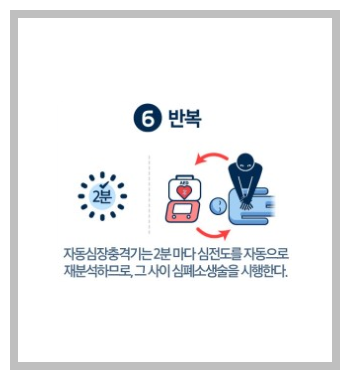 6 반복
2분
AED
자동심장충격기는 2분 마다 심전도를 자동으로
재분석하므로, 그 사이 심폐소생술을 시행한다.